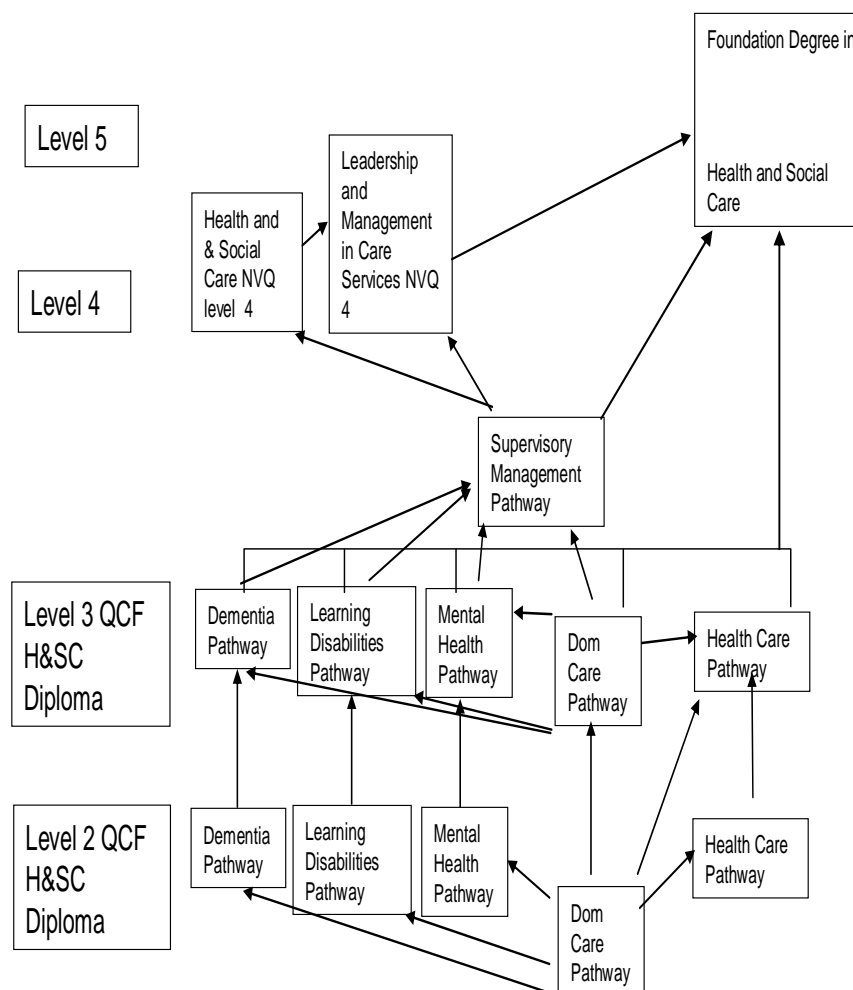 Foundation Degree in
Health and Social
Care
Level 5
Leadership
and
Management
in Care
Services NVQ
4
Health and
& Social
Care NVQ
level 4
Level 4
Supervisory
Management
Pathway
Level 3 QCF
H&SC
Diploma
Dementia
Pathway
Learning
Disabilities
Pathway
Mental
Health
Pathway
Dom
Care
Pathway
Health Care
Pathway
Level 2 QCF
H&SC
Diploma
Dementia
Pathway
Learning
Disabilities
Pathway
Mental
Health
Pathway
Dom
Care
Pathway
Health Care
Pathway